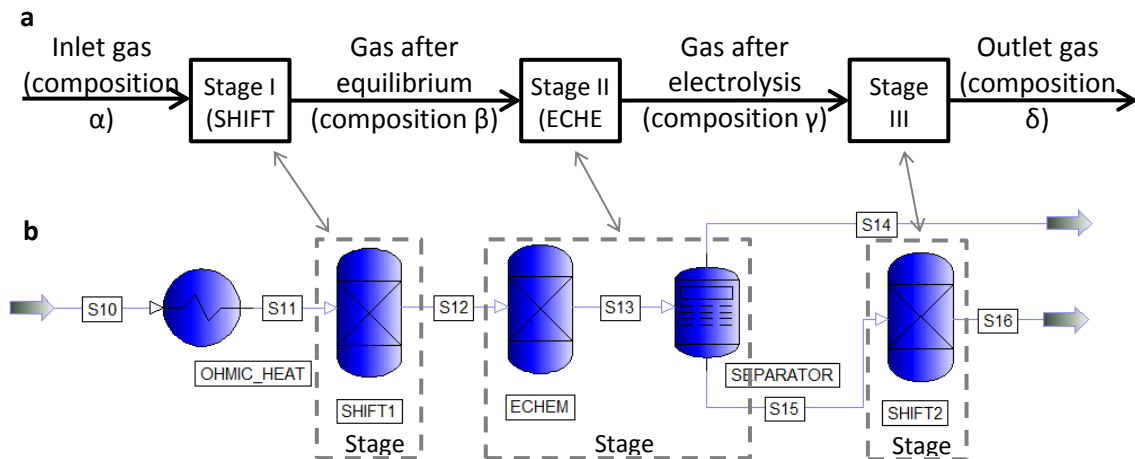 a
Inlet gas
(composition
α)
Stage I
(SHIFT
Gas after
equilibrium
(composition β)
Stage II
(ECHE
Gas after
electrolysis
(composition γ)
Stage
III
Outlet gas
(composition
δ)
b
S10
S11
OHMIC_HEAT
S12
SHIFT1
Stage
S13
ECHEM
SEPARATOR
Stage
S14
S15
S16
SHIFT2
Stage